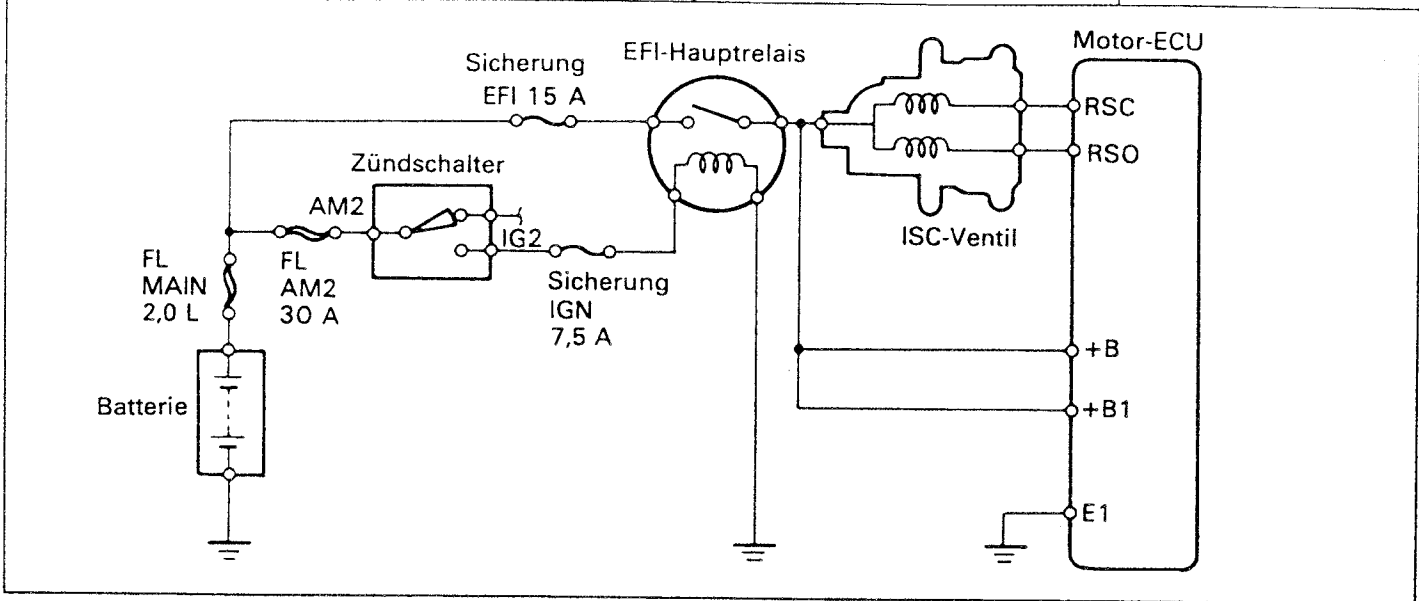 Sicherung
EFI 15 A
EFI-Hauptrelais
Motor-ECU
RSC
RSO
Zündschalter
AM2
IG2
ISC-Ventil
FL
MAIN
2,0 L
FL
AM2
30 A
Sicherung
IGN
7,5 A
+B
Batterie
+B1
E1